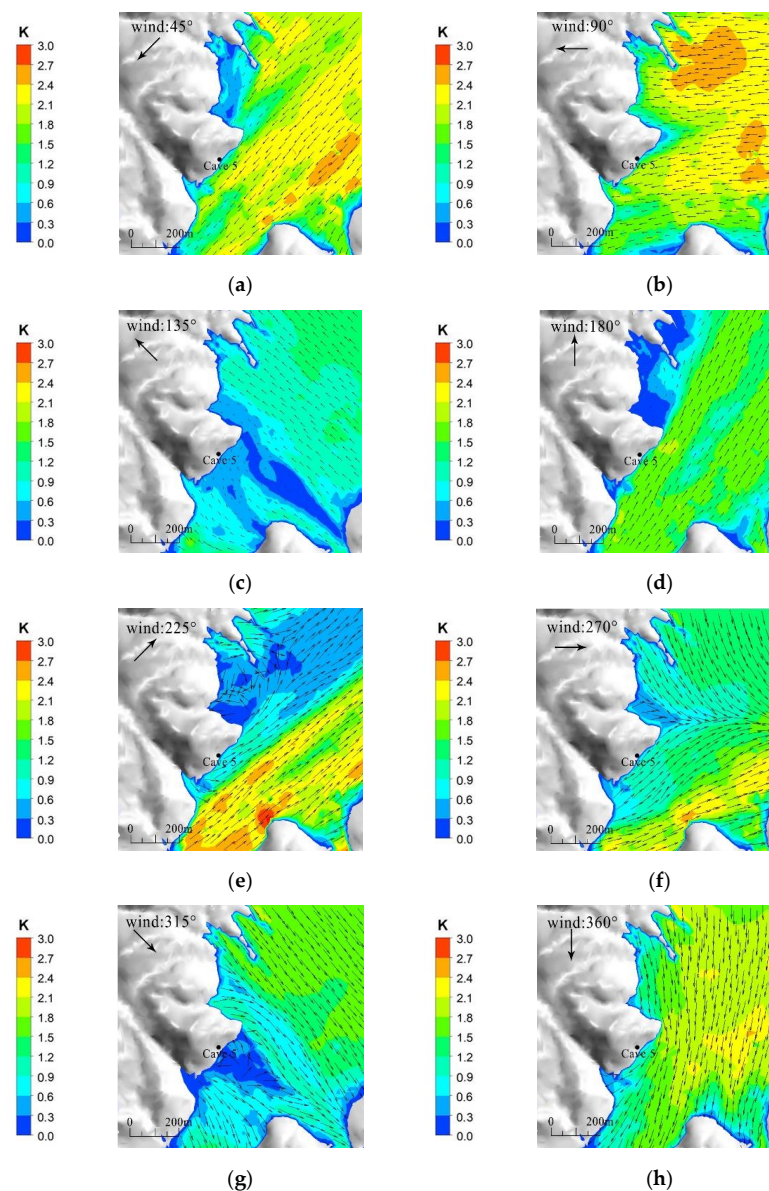 K
wind:45°
3.0
2.7
2.4
2.1
1.8
1.5
1.2
0.9
0.6
0.3
0.0
Cave 5
0 200m
(a)
K
wind:90°
3.0
2.7
2.4
2.1
1.8
1.5
1.2
0.9
0.6
0.3
0.0
Cave 5
0 200m
(b)
K
wind:135°
3.0
2.7
2.4
2.1
1.8
1.5
1.2
0.9
0.6
0.3
0.0
Cave 5
0 200m
(c)
K
wind:180°
3.0
2.7
2.4
2.1
1.8
1.5
1.2
0.9
0.6
0.3
0.0
Cave 5
0 200m
(d)
K
wind:225°
3.0
2.7
2.4
2.1
1.8
1.5
1.2
0.9
0.6
0.3
0.0
Cave 5
0 200m
(e)
K
wind:270°
3.0
2.7
2.4
2.1
1.8
1.5
1.2
0.9
0.6
0.3
0.0
Cave 5
0 200m
(f)
K
wind:315°
3.0
2.7
2.4
2.1
1.8
1.5
1.2
0.9
0.6
0.3
0.0
Cave 5
0 200m
(g)
K
wind:360°
3.0
2.7
2.4
2.1
1.8
1.5
1.2
0.9
0.6
0.3
0.0
Cave 5
0 200m
(h)